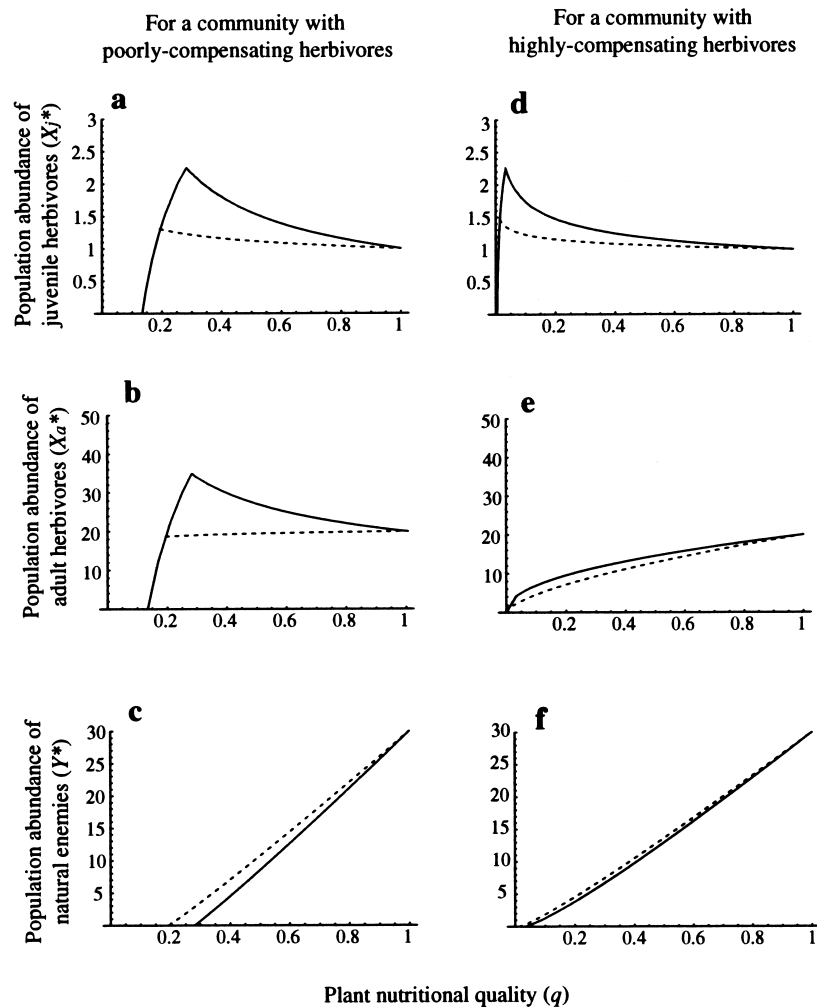 For a community with
poorly-compensating herbivores
For a community with
highly-compensating herbivores
a
Population abundance of
juvenile herbivores (Xj*)
3
2.5
2
1.5
1
0.5
0.2 0.4 0.6 0.8 1
d
3
2.5
2
1.5
1
0.5
0.2 0.4 0.6 0.8 1
b
Population abundance of
adult herbivores (Xa*)
50
40
30
20
10
0.2 0.4 0.6 0.8 1
e
50
40
30
20
10
0.2 0.4 0.6 0.8 1
c
Population abundance of
natural enemies (Y*)
30
25
20
15
10
5
0.2 0.4 0.6 0.8 1
f
30
25
20
15
10
5
0.2 0.4 0.6 0.8 1
Plant nutritional quality (q)